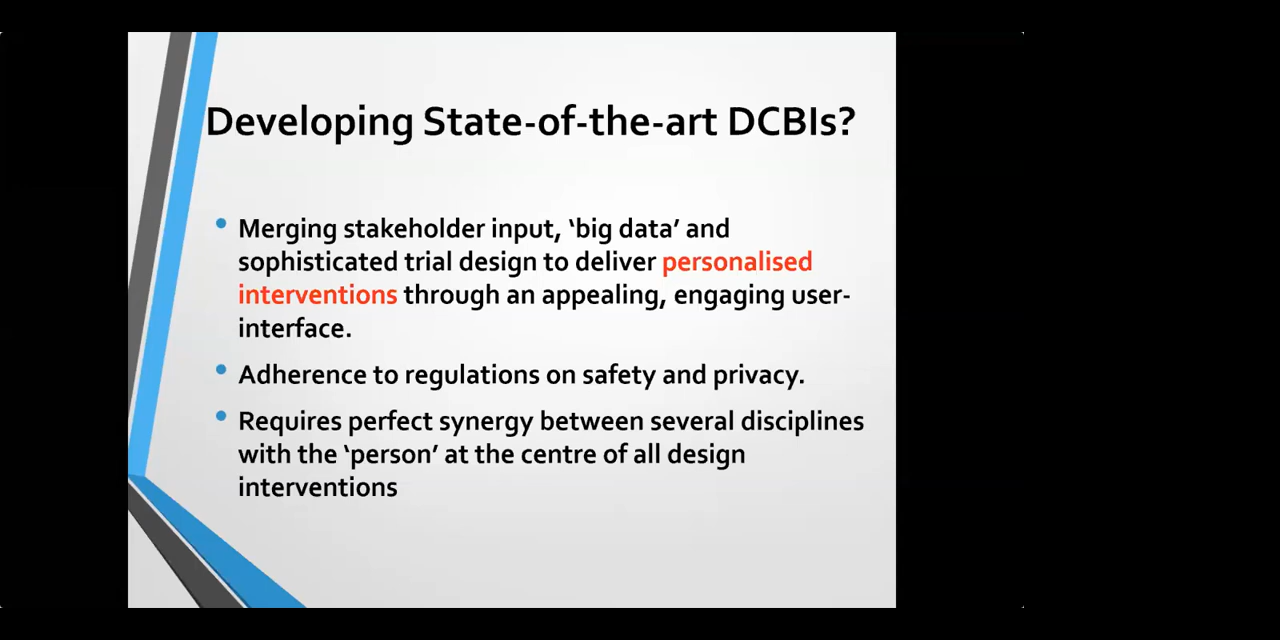 Developing State-of-the-art DCBIs?
• Merging stakeholder input, ‘big data’ and
sophisticated trial design to deliver personalised
interventions through an appealing, engaging user-
interface.
• Adherence to regulations on safety and privacy.
• Requires perfect synergy between several disciplines
with the ‘person’ at the centre of all design
interventions